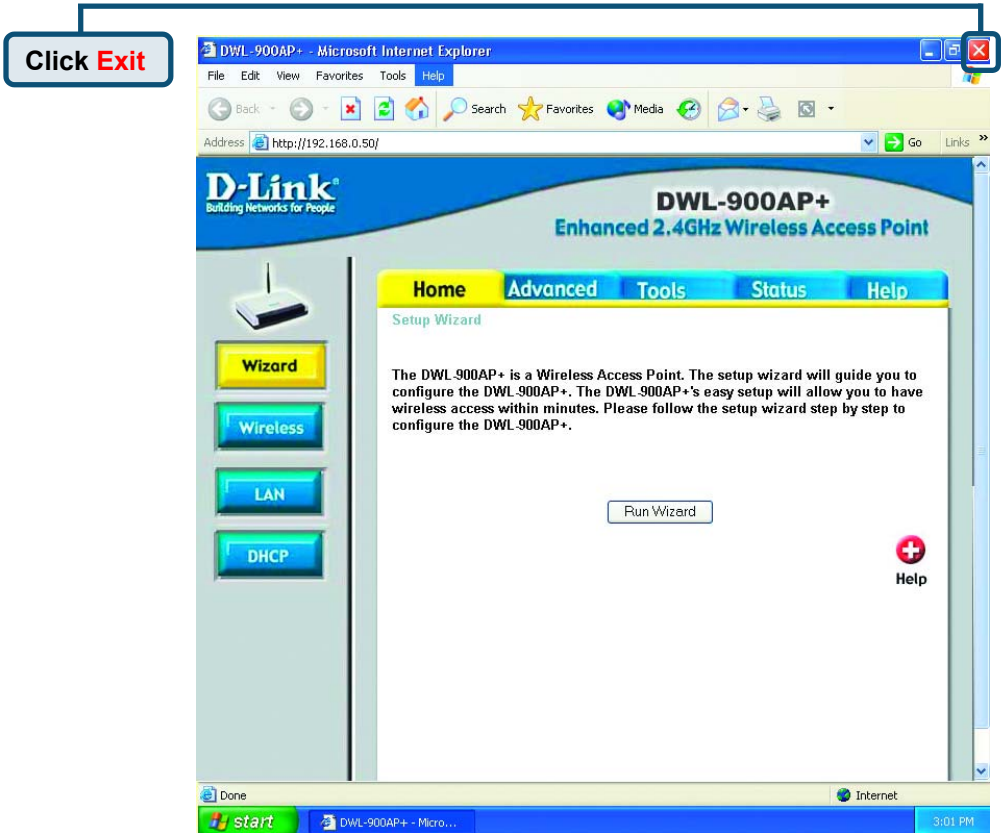 Click Exit
DWL-900AP+ - Microsoft Internet Explorer
File Edit View Favorites Tools Help
Back Search Favorites Media
Address http://192.168.0.50/ Go Links »
D-Link®
Building Networks for People
DWL-900AP+
Enhanced 2.4GHz Wireless Access Point
Home Advanced Tools Status Help
Setup Wizard
Wizard
The DWL-900AP+ is a Wireless Access Point. The setup wizard will guide you to
configure the DWL-900AP+. The DWL-900AP+'s easy setup will allow you to have
wireless access within minutes. Please follow the setup wizard step by step to
configure the DWL-900AP+.
Wireless
LAN
Run Wizard
DHCP
Help
Done Internet
start DWL-900AP+ - Micro... 3:01 PM